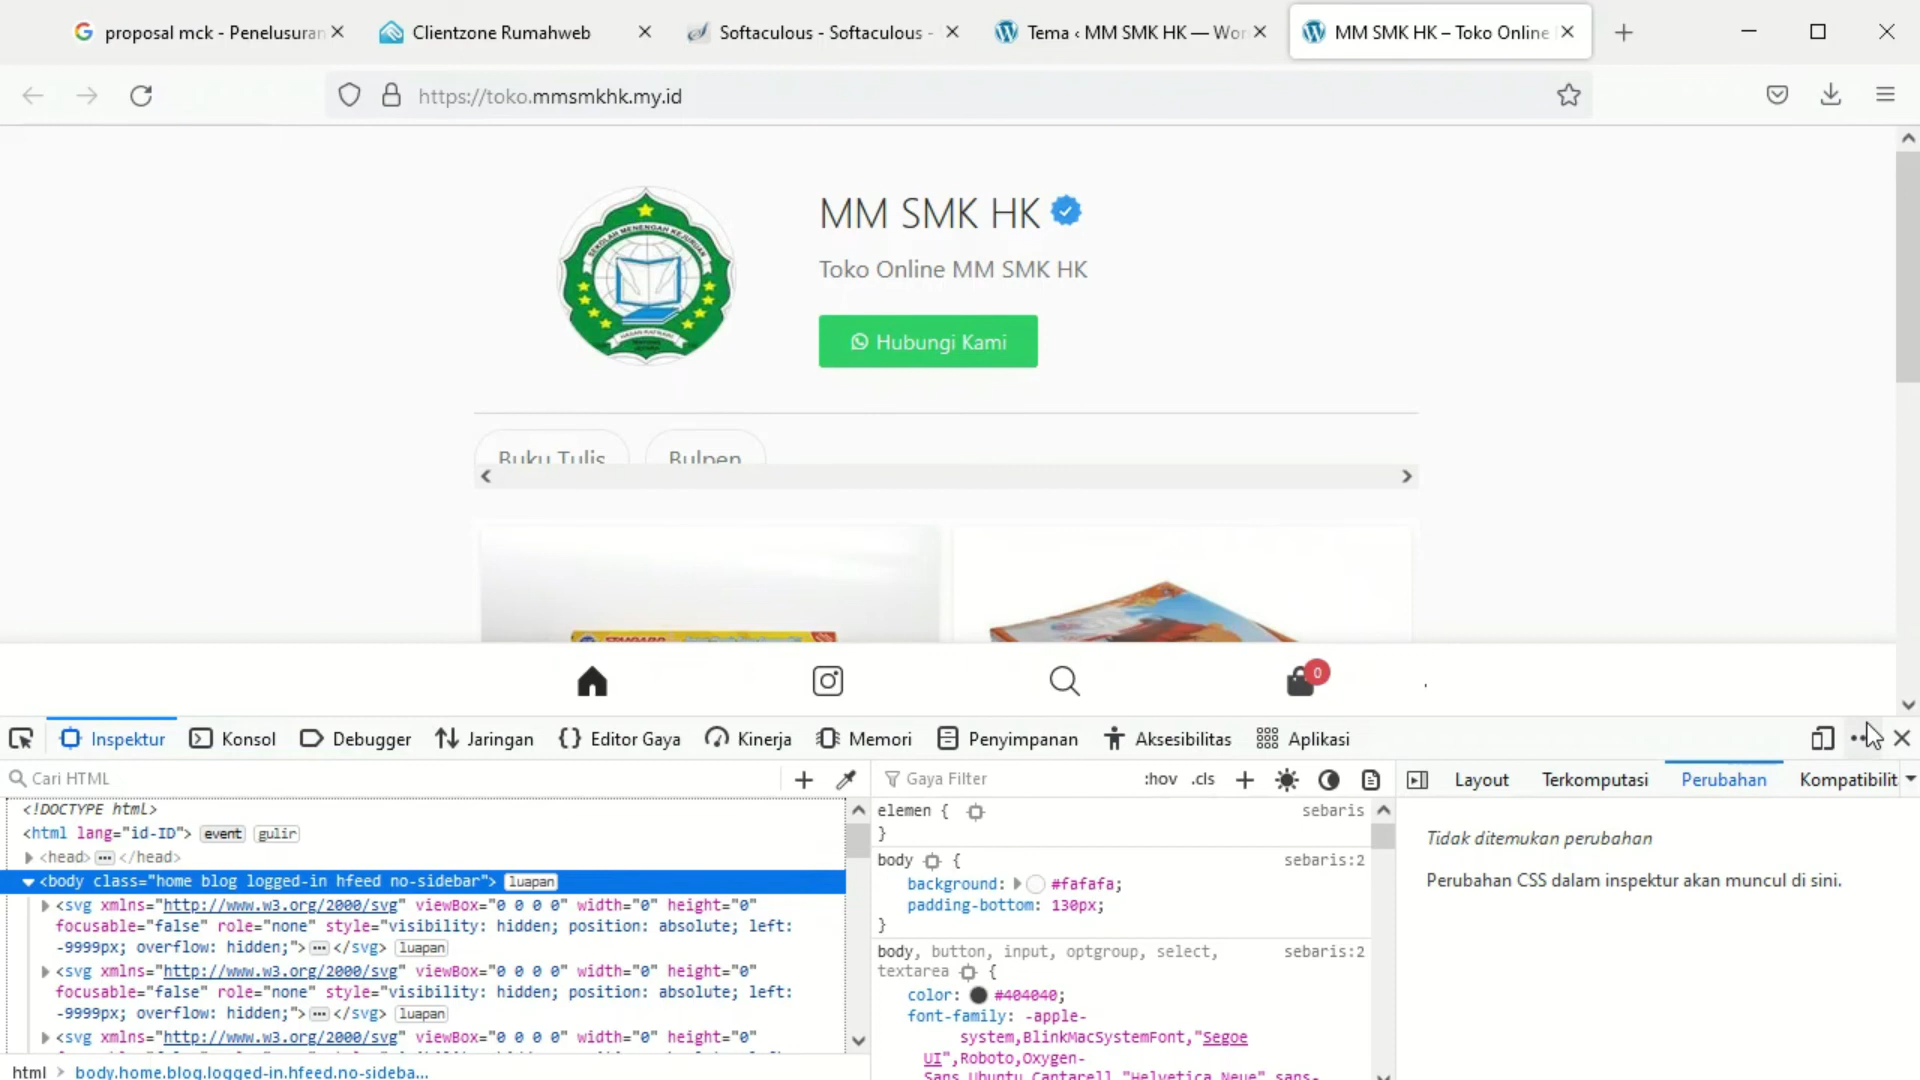 proposal mck - Penelusuran
Clientzone Rumahweb
Softaculous - Softaculous -
Tema ‹ MM SMK HK — Wor
MM SMK HK – Toko Online
https://toko.mmsmkhk.my.id
SEKOLAH MENENGAH KEJURUAN
MM SMK HK
Toko Online MM SMK HK
Hubungi Kami
Buku Tulis
Bulpen
STANDARD
0
Inspektur
Konsol
Debugger
Jaringan
Editor Gaya
Kinerja
Memori
Penyimpanan
Aksesibilitas
Aplikasi
Cari HTML
Gaya Filter
:hov .cls
Layout
Terkomputasi
Perubahan
Kompatibilit
<!DOCTYPE html>
<html lang="id-ID"> event gulir
<head> ••• </head>
<body class="home blog logged-in hfeed no-sidebar"> luapan
<svg xmlns="http://www.w3.org/2000/svg" viewBox="0 0 0 0" width="0" height="0"
focusable="false" role="none" style="visibility: hidden; position: absolute; left:
-9999px; overflow: hidden;"> ••• </svg> luapan
<svg xmlns="http://www.w3.org/2000/svg" viewBox="0 0 0 0" width="0" height="0"
focusable="false" role="none" style="visibility: hidden; position: absolute; left:
-9999px; overflow: hidden;"> ••• </svg> luapan
<svg xmlns="http://www.w3.org/2000/svg" viewBox="0 0 0 0" width="0" height="0"
html > body.home.blog.logged-in.hfeed.no-sideba...
elemen { sebaris
}
body { sebaris:2
background: #fafafa;
padding-bottom: 130px;
}
body, button, input, optgroup, select, sebaris:2
textarea {
color: #404040;
font-family: -apple-
system,BlinkMacSystemFont,"Segoe
UI",Roboto,Oxygen-
Sans,Ubuntu,Cantarell,"Helvetica Neue",sans-
Tidak ditemukan perubahan
Perubahan CSS dalam inspektur akan muncul di sini.